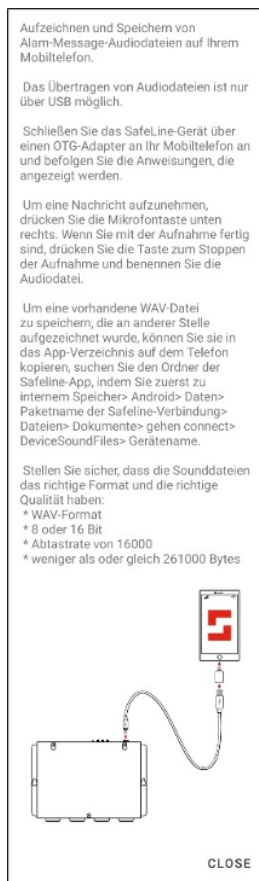 Aufzeichnen und Speichern von
Alam-Message-Audiodateien auf Ihrem
Mobiltelefon.
Das Übertragen von Audiodateien ist nur
über USB möglich.
Schließen Sie das SafeLine-Gerät über
einen OTG-Adapter an Ihr Mobiltelefon an
und befolgen Sie die Anweisungen, die
angezeigt werden.
Um eine Nachricht aufzunehmen,
drücken Sie die Mikrofontaste unten
rechts. Wenn Sie mit der Aufnahme fertig
sind, drücken Sie die Taste zum Stoppen
der Aufnahme und benennen Sie die
Audiodatei.
Um eine vorhandene WAV-Datei
zu speichern, die an anderer Stelle
aufgezeichnet wurde, können Sie sie in
das App-Verzeichnis auf dem Telefon
kopieren, suchen Sie den Ordner der
Safeline-App, indem Sie zuerst zu
internem Speicher> Android> Daten>
Paketname der Safeline-Verbindung>
Dateien> Dokumente> gehen connect>
DeviceSoundFiles> Gerätename.
Stellen Sie sicher, dass die Sounddateien
das richtige Format und die richtige
Qualität haben:
* WAV-Format
* 8 oder 16 Bit
* Abtastrate von 16000
* weniger als oder gleich 261000 Bytes
CLOSE